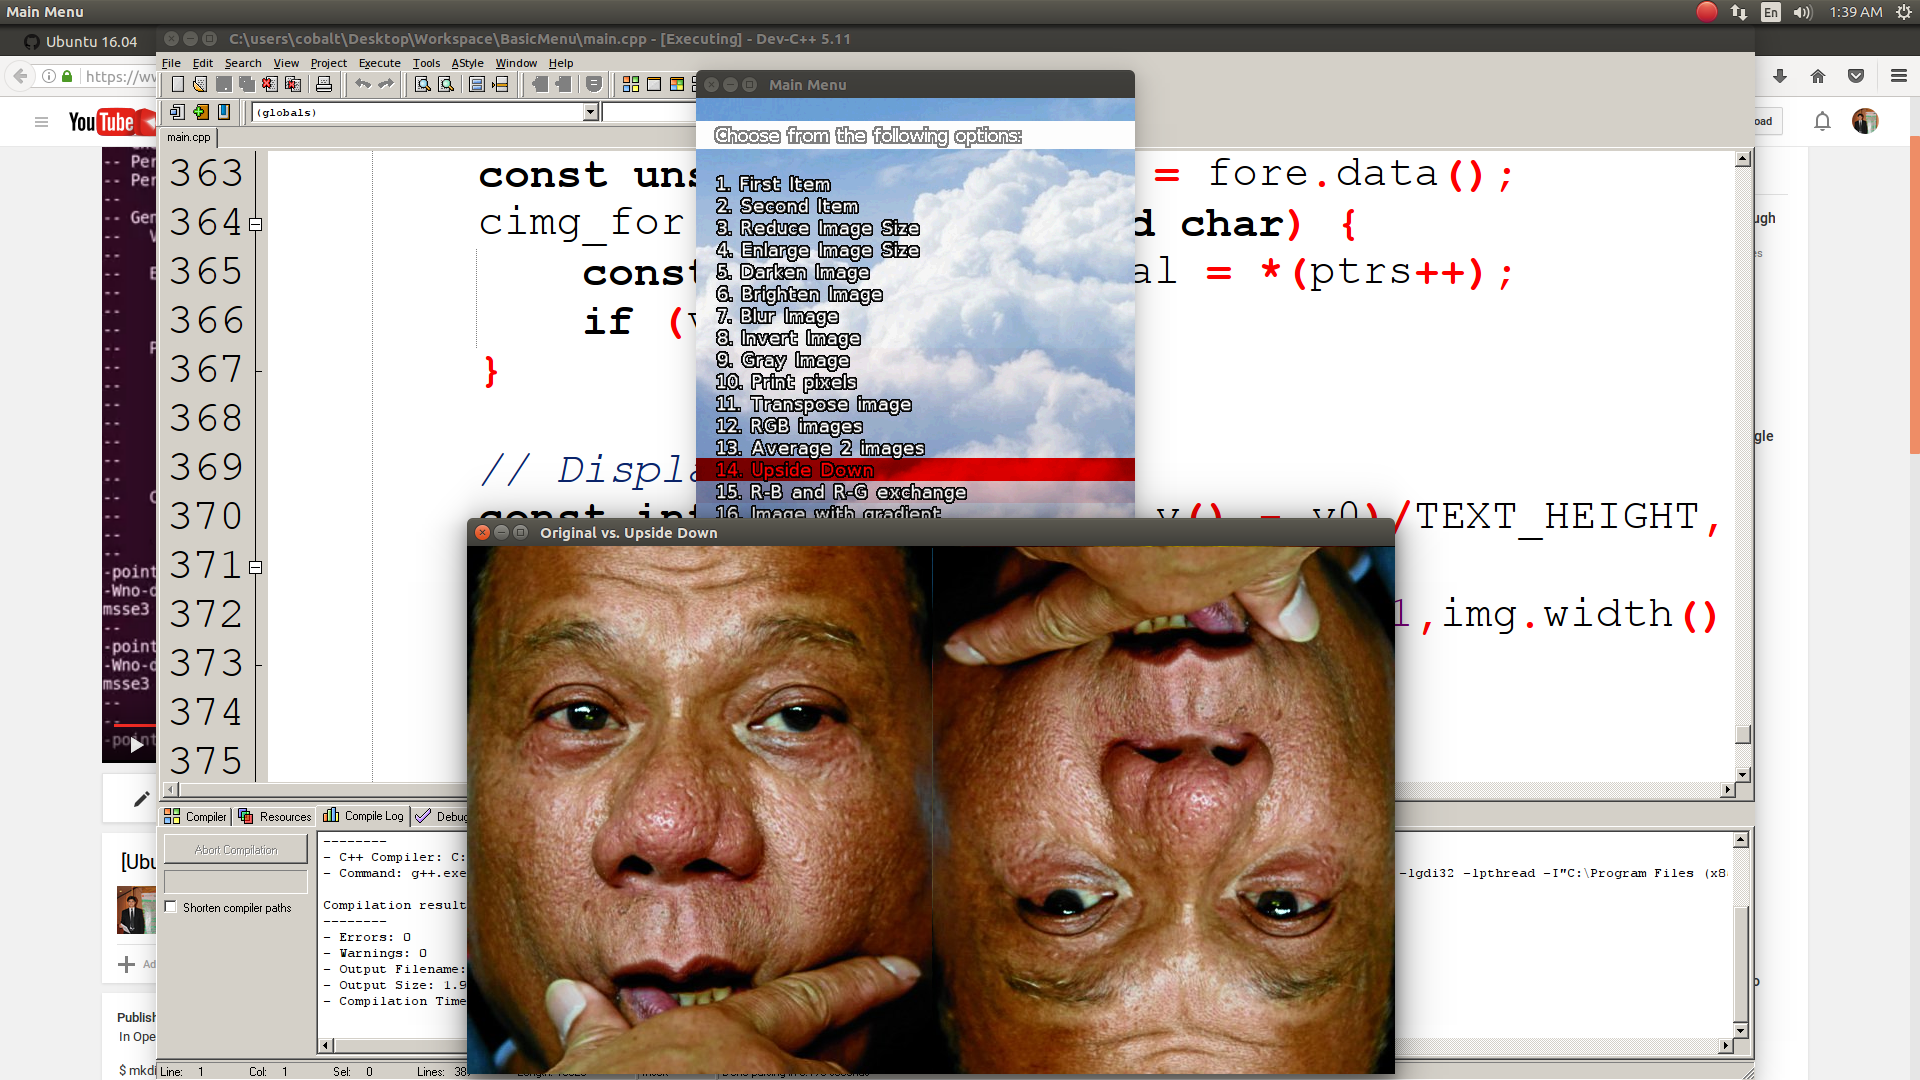 Main Menu
En
1:39 AM
Ubuntu 16.04
C:\users\cobalt\Desktop\Workspace\BasicMenu\main.cpp - [Executing] - Dev-C++ 5.11
https://w
File Edit Search View Project Execute Tools AStyle Window Help
Main Menu
(globals)
YouTube
oad
main.cpp
Choose from the following options:
1. First Item
2. Second Item
3. Reduce Image Size
4. Enlarge Image Size
5. Darken Image
6. Brighten Image
7. Blur Image
8. Invert Image
9. Gray Image
10. Print pixels
11. Transpose image
12. RGB images
13. Average 2 images
14. Upside Down
15. R-B and R-G exchange
16. Image with gradient
363 const uns = fore.data();
364 cimg_for d char) {
365 const al = *(ptrs++);
366 if (v
367 }
368
369 // Displa
370 const int y() - y0)/TEXT_HEIGHT,
371
372 1,img.width()
373
374
375
-- Per
-- Per
--
-- Gen
-point
-Wno-d
msse3
--
-point
-Wno-d
msse3
--
-point
ugh
es
gle
Original vs. Upside Down
Compiler Resources Compile Log Debug
Abort Compilation
Shorten compiler paths
--------
- C++ Compiler: C:
- Command: g++.exe
-lgdi32 -lpthread -I"C:\Program Files (x8
Compilation result
--------
- Errors: 0
- Warnings: 0
- Output Filename:
- Output Size: 1.9
- Compilation Time
[Ubu
Ad
Publish
In Ope
$ mkdi
Line: 1 Col: 1 Sel: 0 Lines: 38